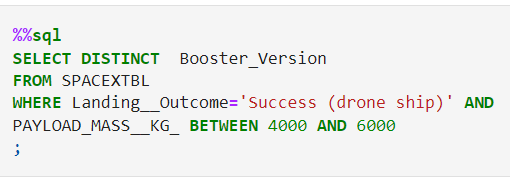 %%sql
SELECT DISTINCT  Booster_Version
FROM SPACEXTBL
WHERE Landing__Outcome='Success (drone ship)' AND
PAYLOAD_MASS__KG_ BETWEEN 4000 AND 6000
;